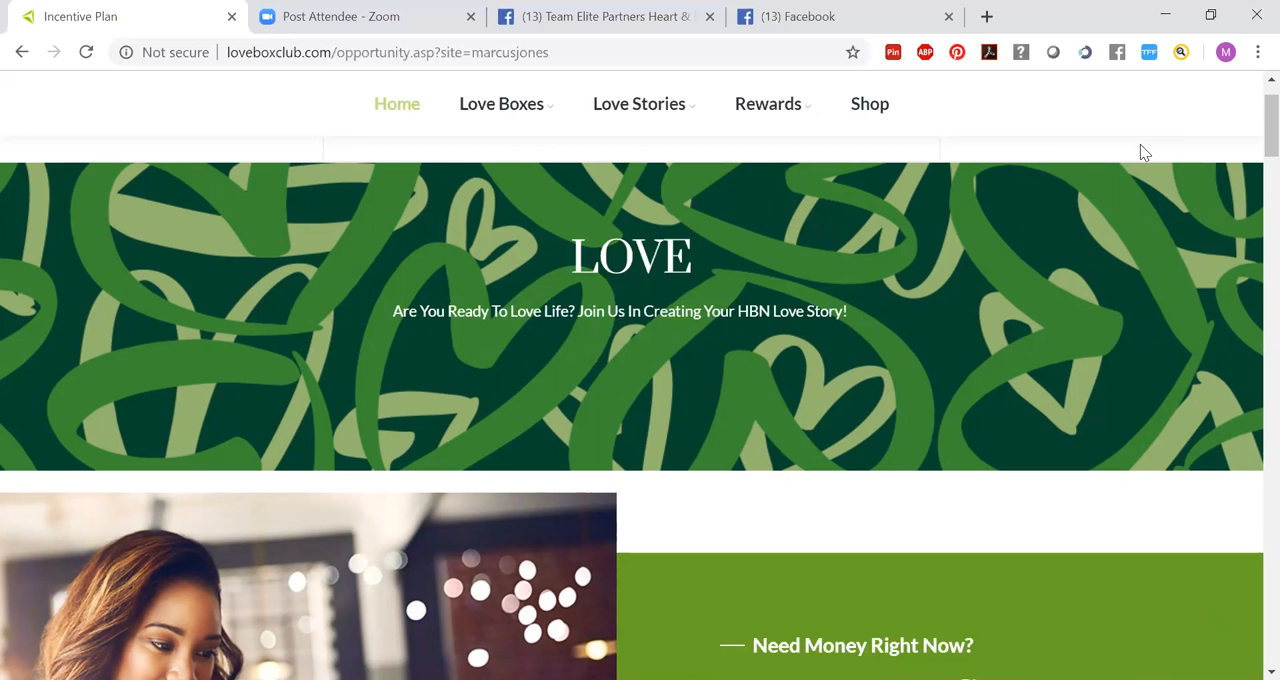 Incentive Plan
Post Attendee - Zoom
(13) Team Elite Partners Heart &
(13) Facebook
Not secure | loveboxclub.com/opportunity.asp?site=marcusjones
Pin
ABP
TFF
M
Home
Love Boxes
Love Stories
Rewards
Shop
LOVE
Are You Ready To Love Life? Join Us In Creating Your HBN Love Story!
Need Money Right Now?